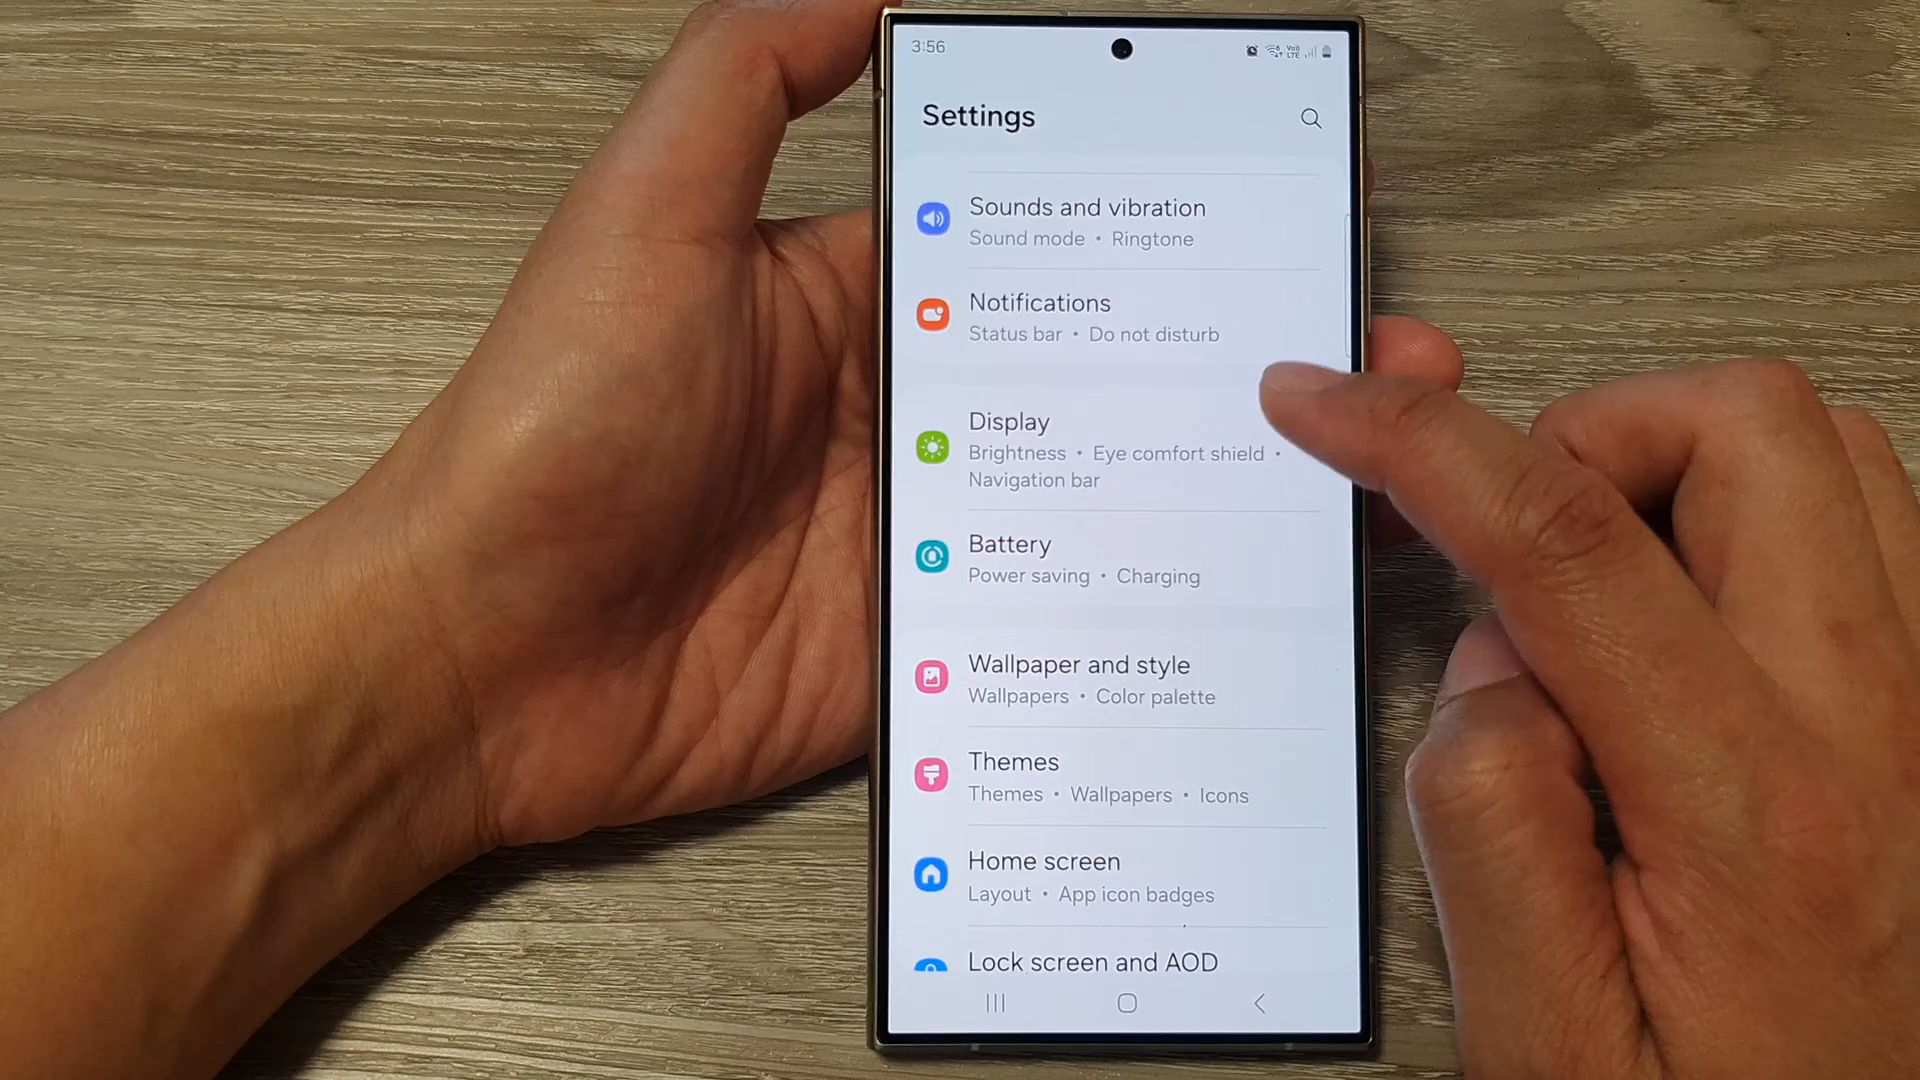 3:56
Vo)
LTE
Settings
Sounds and vibration
Sound mode • Ringtone
Notifications
Status bar • Do not disturb
Display
Brightness • Eye comfort shield •
Navigation bar
Battery
Power saving • Charging
Wallpaper and style
Wallpapers • Color palette
Themes
Themes • Wallpapers • Icons
Home screen
Layout • App icon badges
Lock screen and AOD